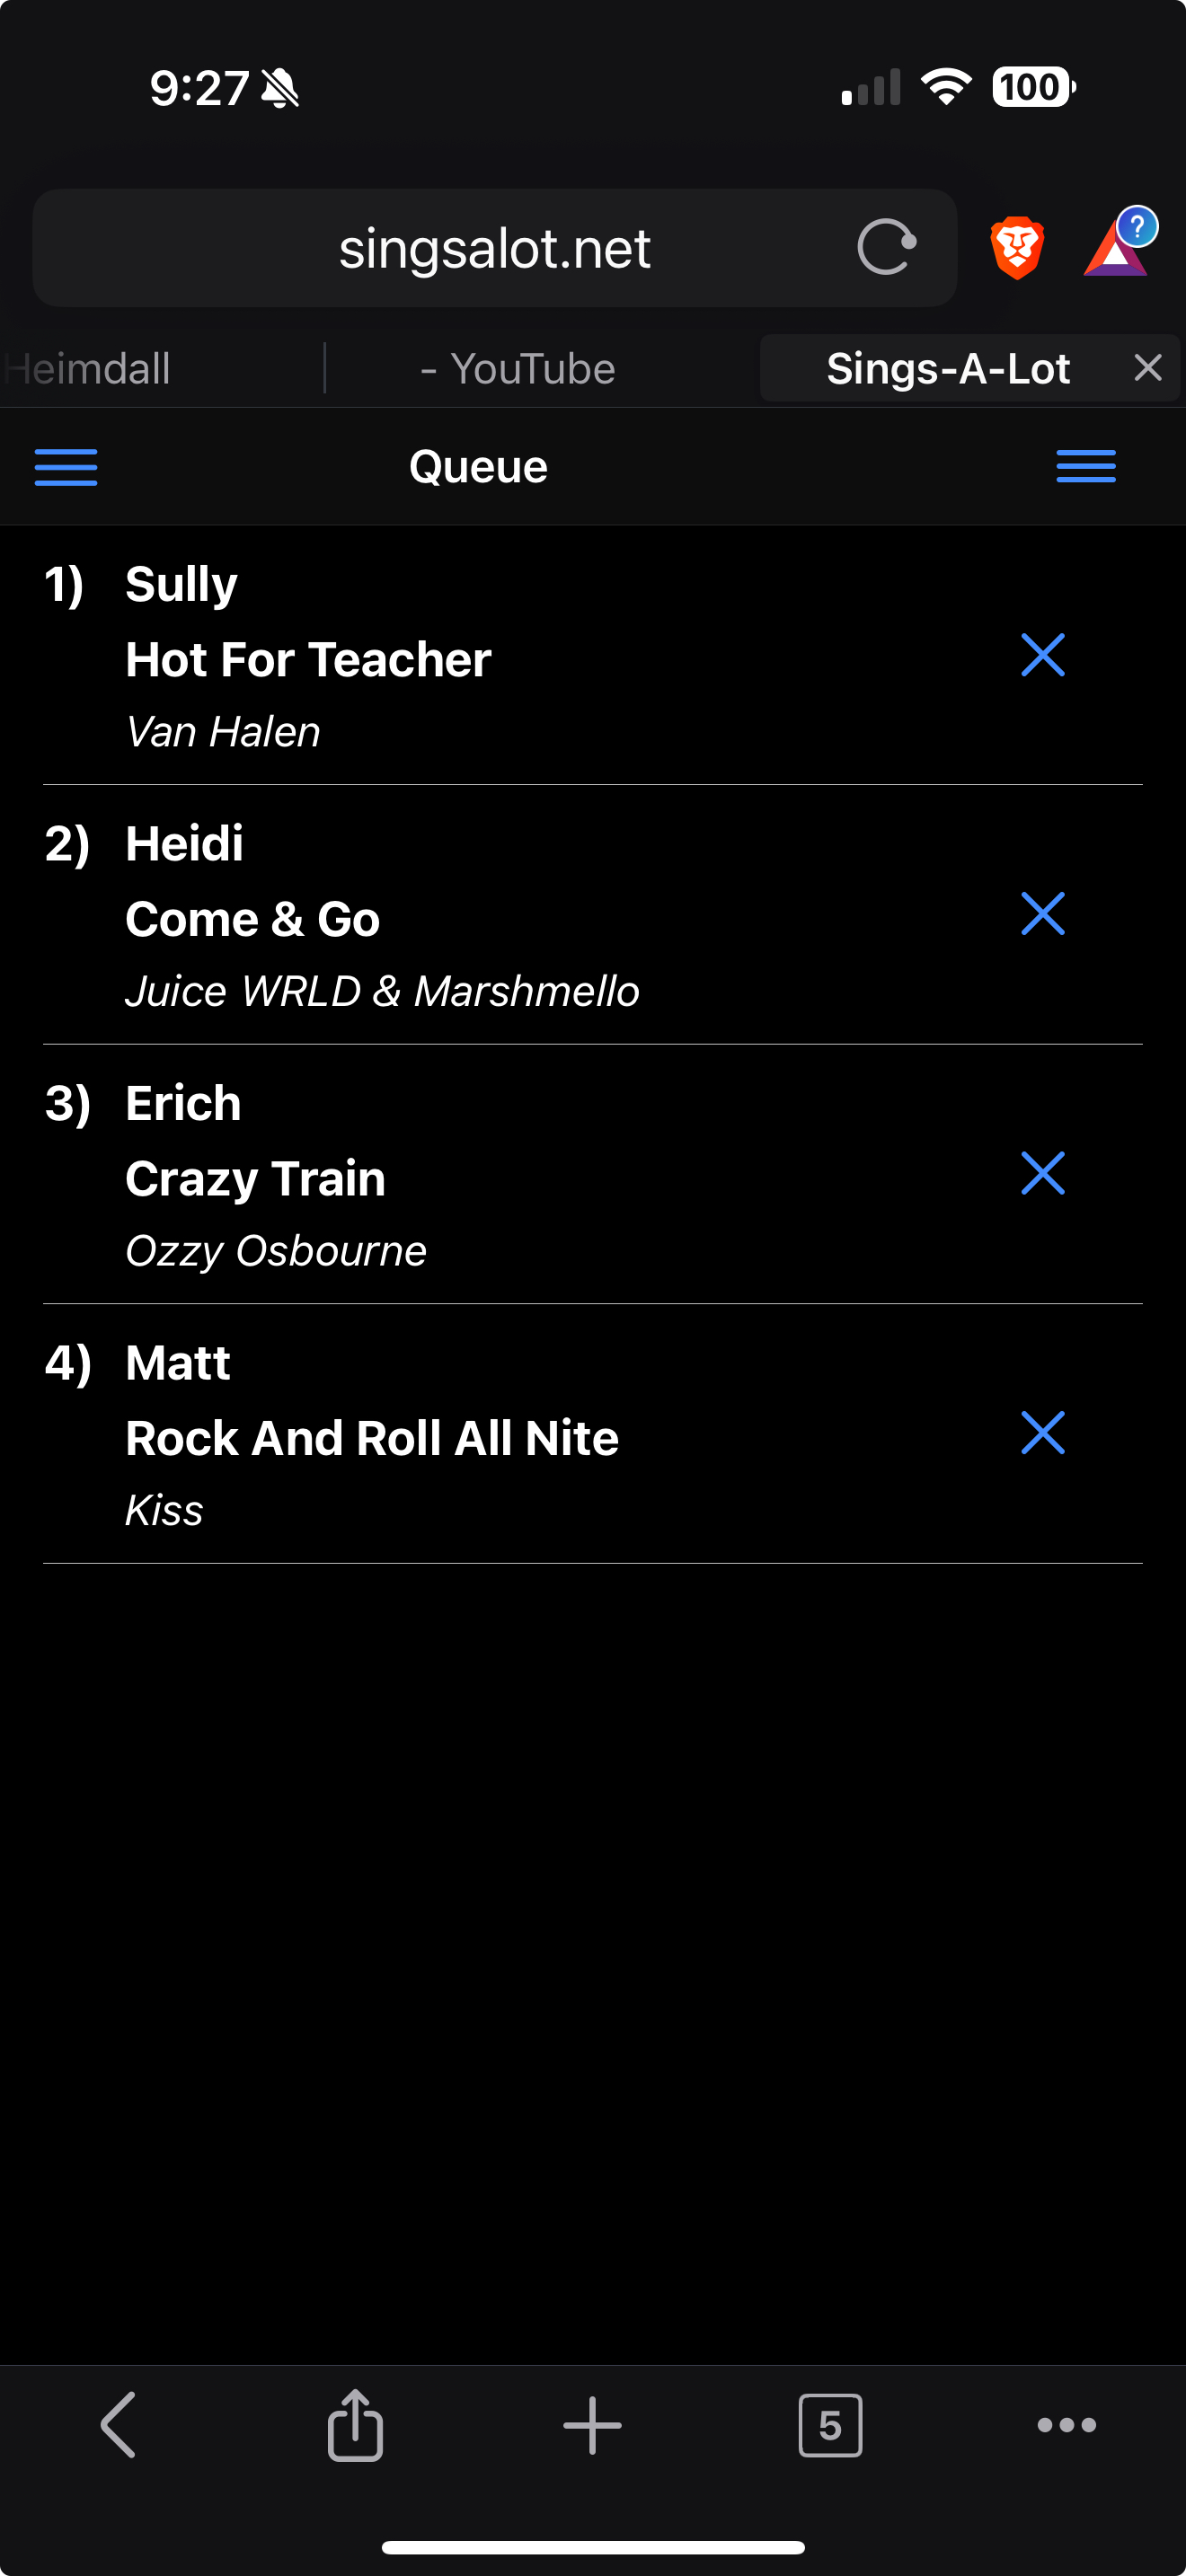 9:27
100
singsalot.net
?
Heimdall
- YouTube
Sings-A-Lot
Queue
1) Sully
Hot For Teacher
Van Halen
2) Heidi
Come & Go
Juice WRLD & Marshmello
3) Erich
Crazy Train
Ozzy Osbourne
4) Matt
Rock And Roll All Nite
Kiss
5